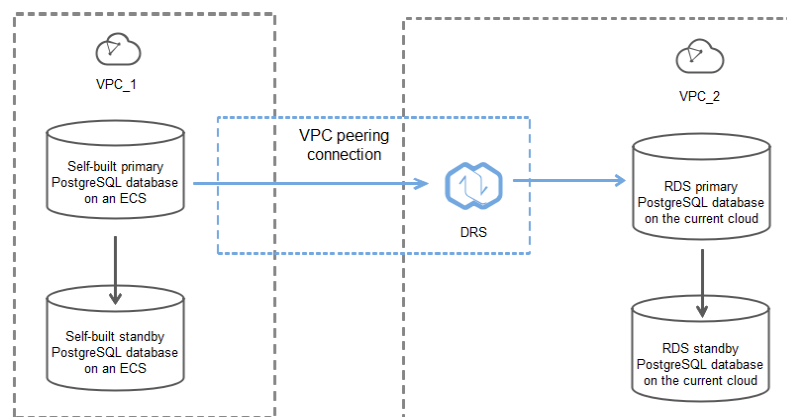 VPC_1
Self-built primary
PostgreSQL database
on an ECS
Self-built standby
PostgreSQL database
on an ECS
VPC peering
connection
DRS
VPC_2
RDS primary
PostgreSQL database
on the current cloud
RDS standby
PostgreSQL database
on the current cloud